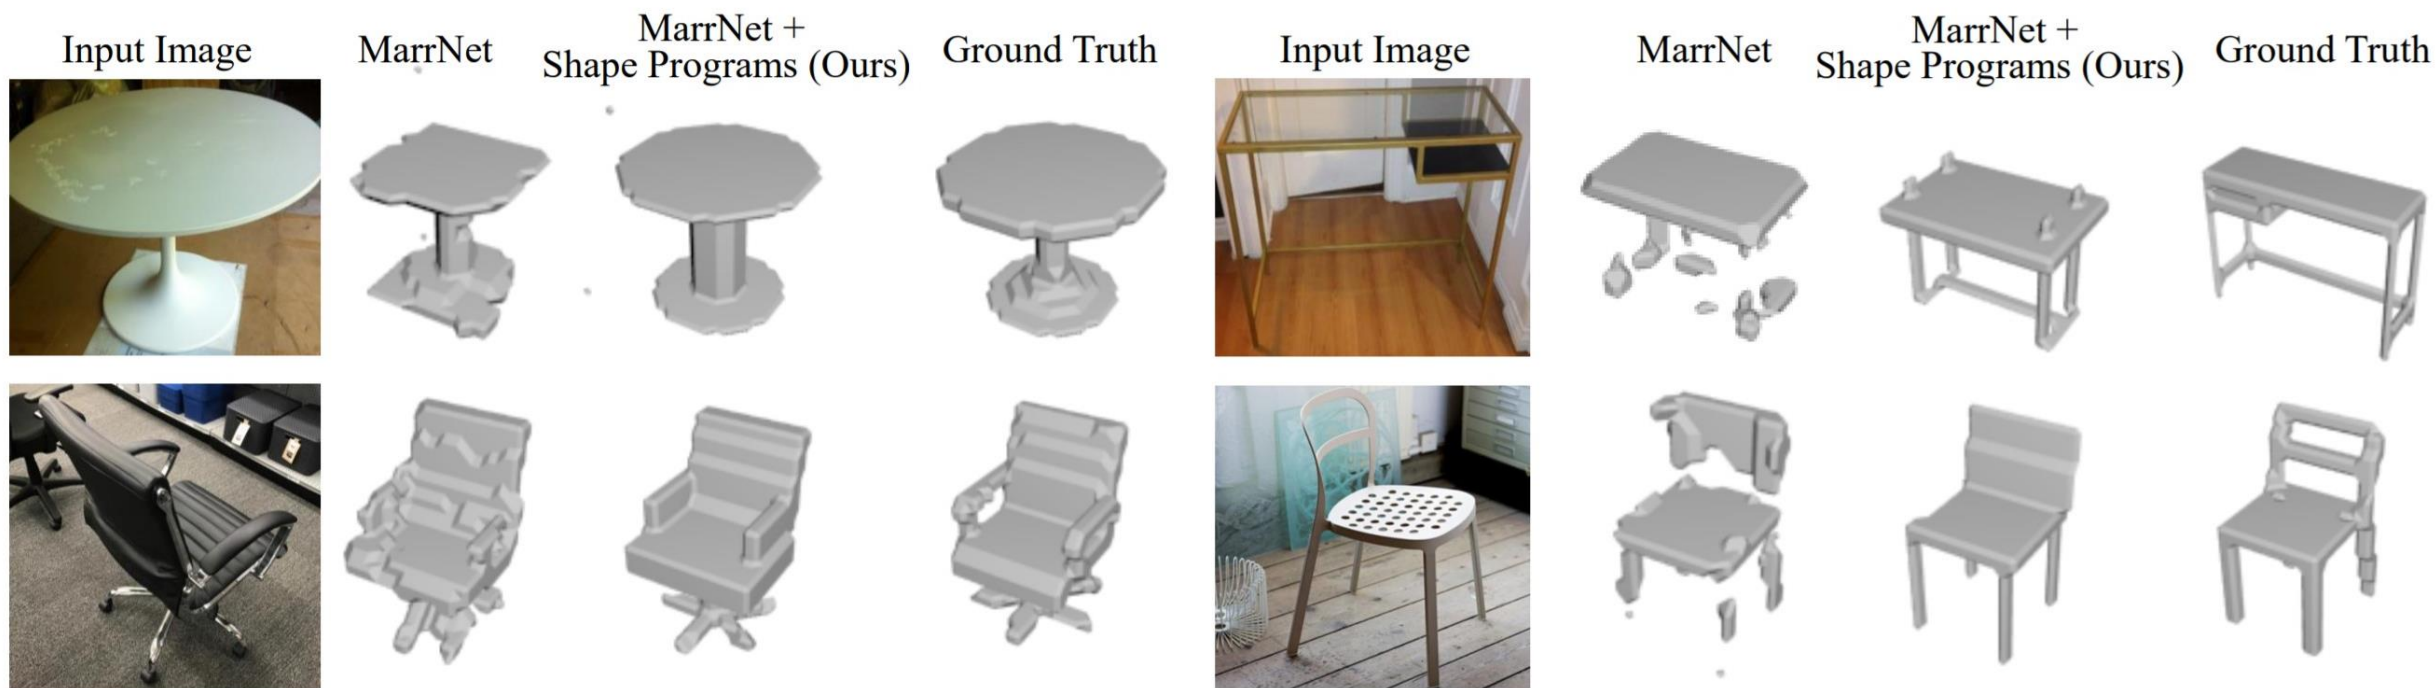 Input Image
MarrNet
MarrNet +
Shape Programs (Ours)
Ground Truth
Input Image
MarrNet
MarrNet +
Shape Programs (Ours)
Ground Truth